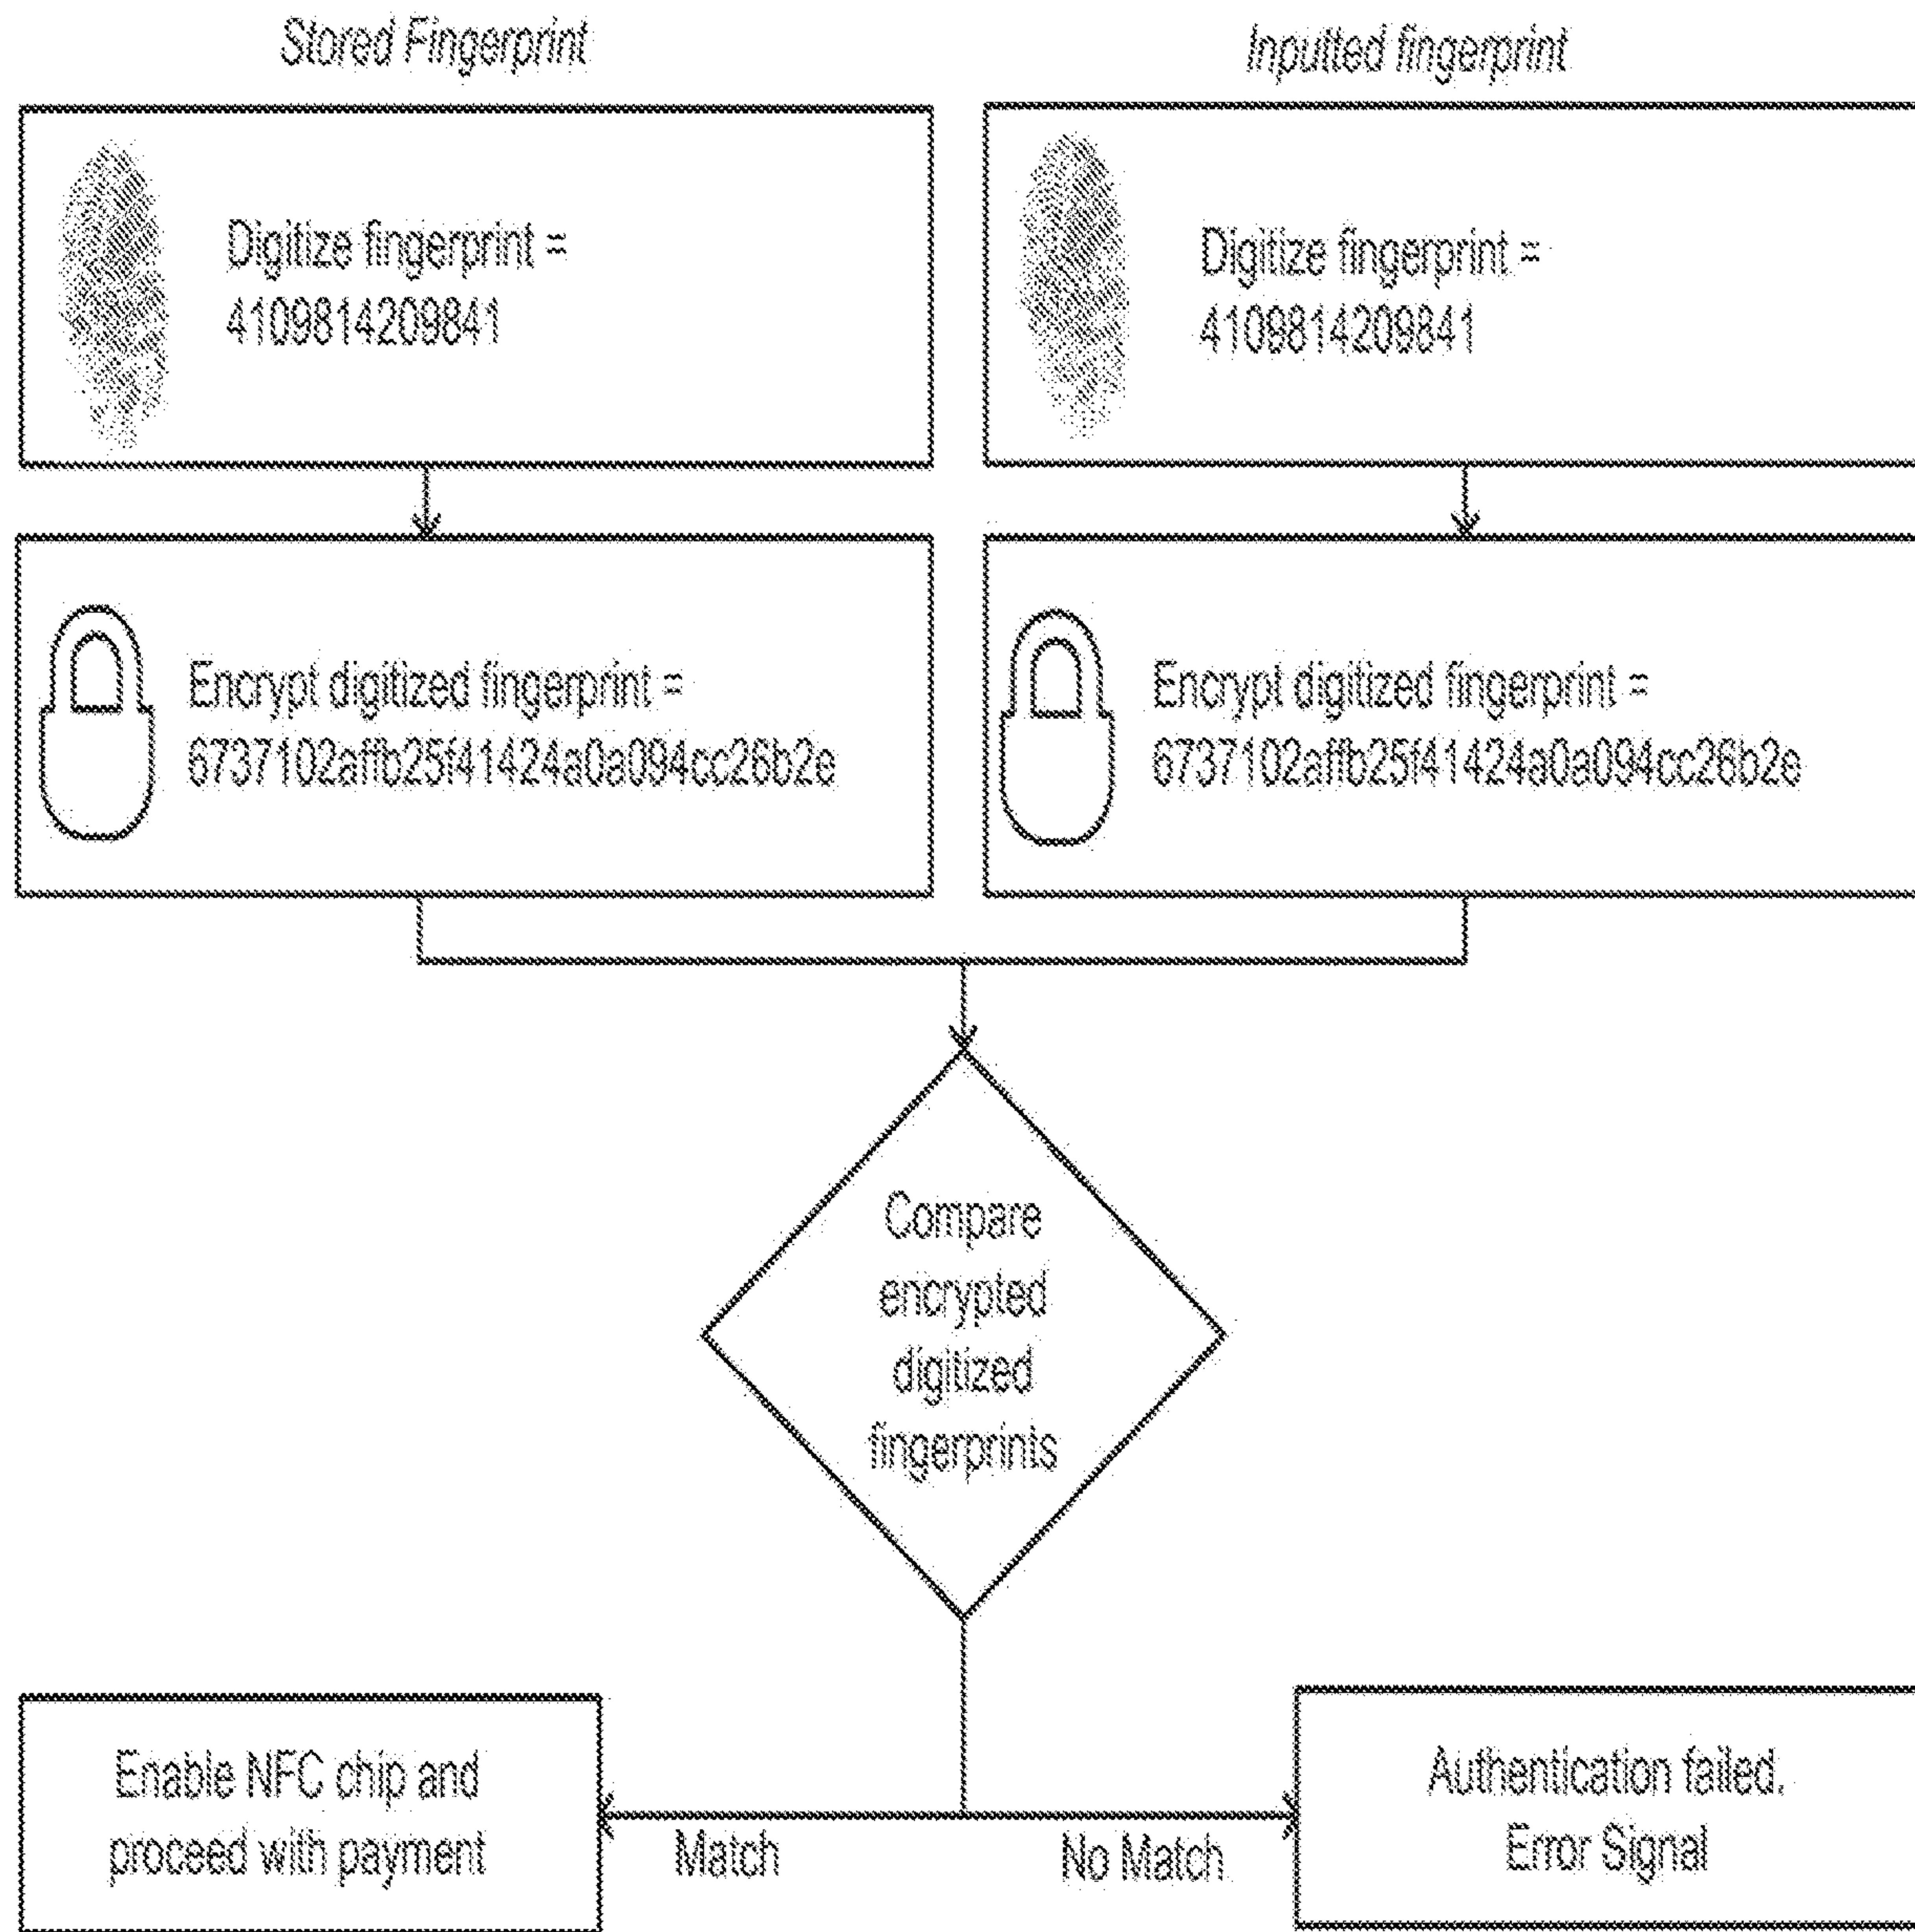 Stored Fingerprint
Inputted fingerprint
Digitize fingerprint =
4109814209841
Digitize fingerprint =
4109814209841
Encrypt digitized fingerprint =
6737102affb25f41424a0a094cc26b2e
Encrypt digitized fingerprint =
6737102affb25f41424a0a094cc26b2e
Compare
encrypted
digitized
fingerprints
Enable NFC chip and
proceed with payment
Match
No Match
Authentication failed.
Error Signal